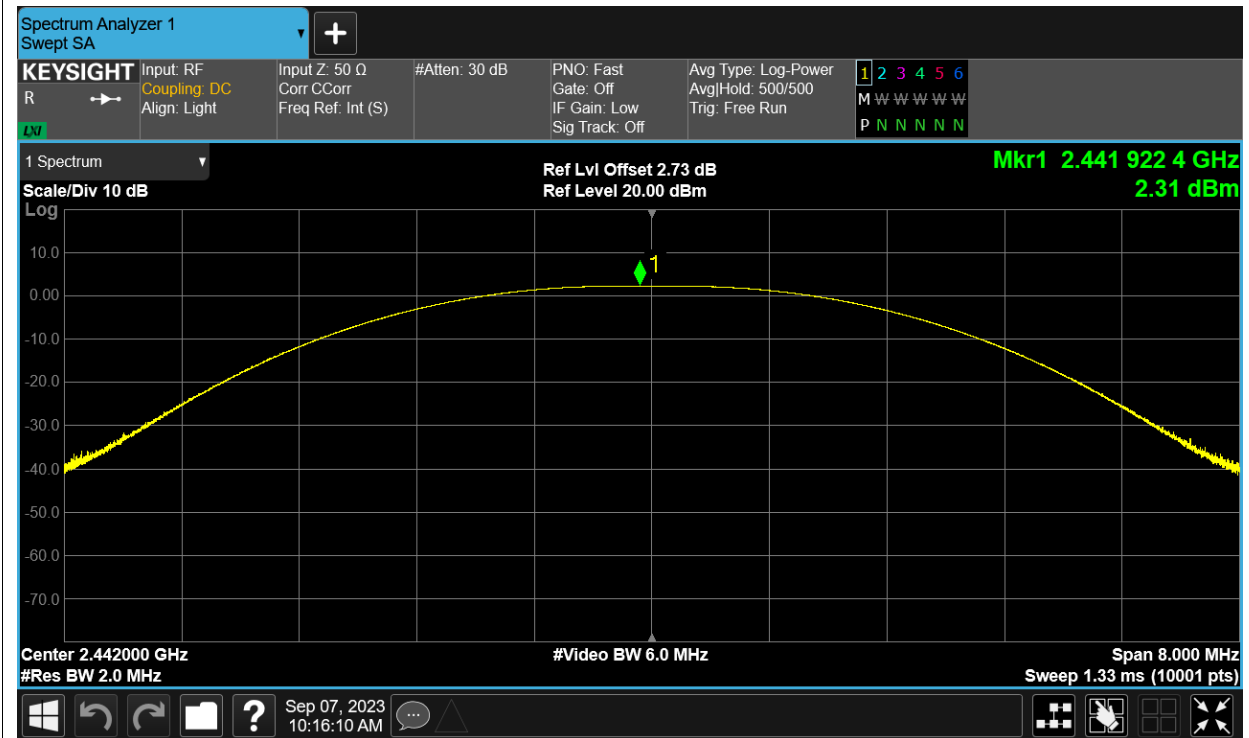 Spectrum Analyzer 1
Swept SA
KEYSIGHT
R
LXI
Input: RF
Coupling: DC
Align: Light
Input Z: 50 Ω
Corr CCorr
Freq Ref: Int (S)
#Atten: 30 dB
PNO: Fast
Gate: Off
IF Gain: Low
Sig Track: Off
Avg Type: Log-Power
Avg|Hold: 500/500
Trig: Free Run
1 2 3 4 5 6
M W W W W W
P N N N N N
1 Spectrum
Scale/Div 10 dB
Ref Lvl Offset 2.73 dB
Ref Level 20.00 dBm
Mkr1 2.441 922 4 GHz
2.31 dBm
Log
10.0
0.00
-10.0
-20.0
-30.0
-40.0
-50.0
-60.0
-70.0
1
Center 2.442000 GHz
#Res BW 2.0 MHz
#Video BW 6.0 MHz
Span 8.000 MHz
Sweep 1.33 ms (10001 pts)
?
Sep 07, 2023
10:16:10 AM